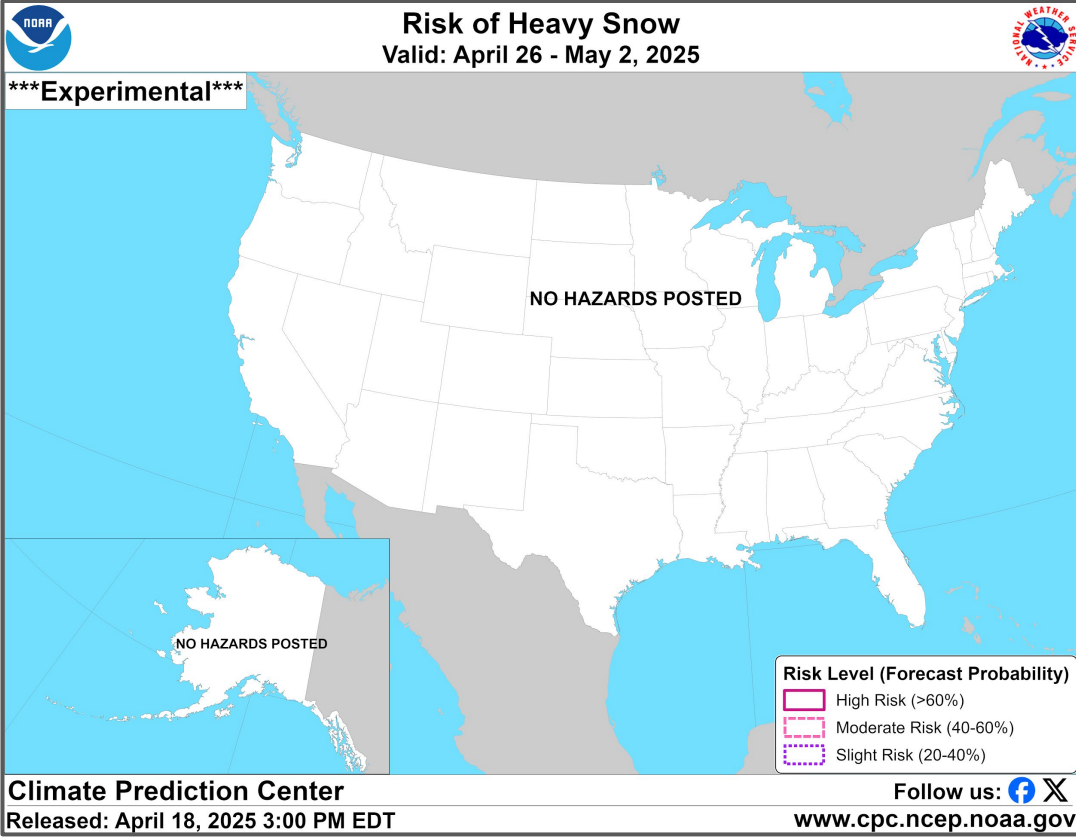 NOAA
Risk of Heavy Snow
Valid: April 26 - May 2, 2025
NATIONAL WEATHER SERVICE
***Experimental***
NO HAZARDS POSTED
NO HAZARDS POSTED
Risk Level (Forecast Probability)
High Risk (>60%)
Moderate Risk (40-60%)
Slight Risk (20-40%)
Climate Prediction Center
Follow us:
Released: April 18, 2025 3:00 PM EDT
www.cpc.ncep.noaa.gov